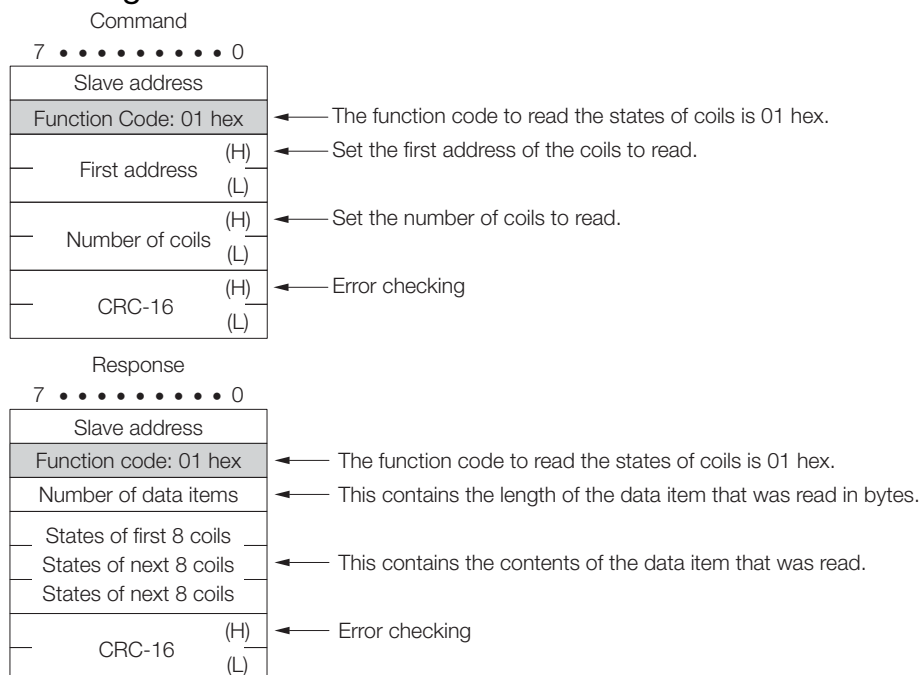 Command
7 ••••••••• 0
Slave address
Function Code: 01 hex
The function code to read the states of coils is 01 hex.
First address
(H)
Set the first address of the coils to read.
(L)
Number of coils
(H)
Set the number of coils to read.
(L)
CRC-16
(H)
Error checking
(L)
Response
7 ••••••••• 0
Slave address
Function code: 01 hex
The function code to read the states of coils is 01 hex.
Number of data items
This contains the length of the data item that was read in bytes.
States of first 8 coils
States of next 8 coils
This contains the contents of the data item that was read.
States of next 8 coils
CRC-16
(H)
Error checking
(L)